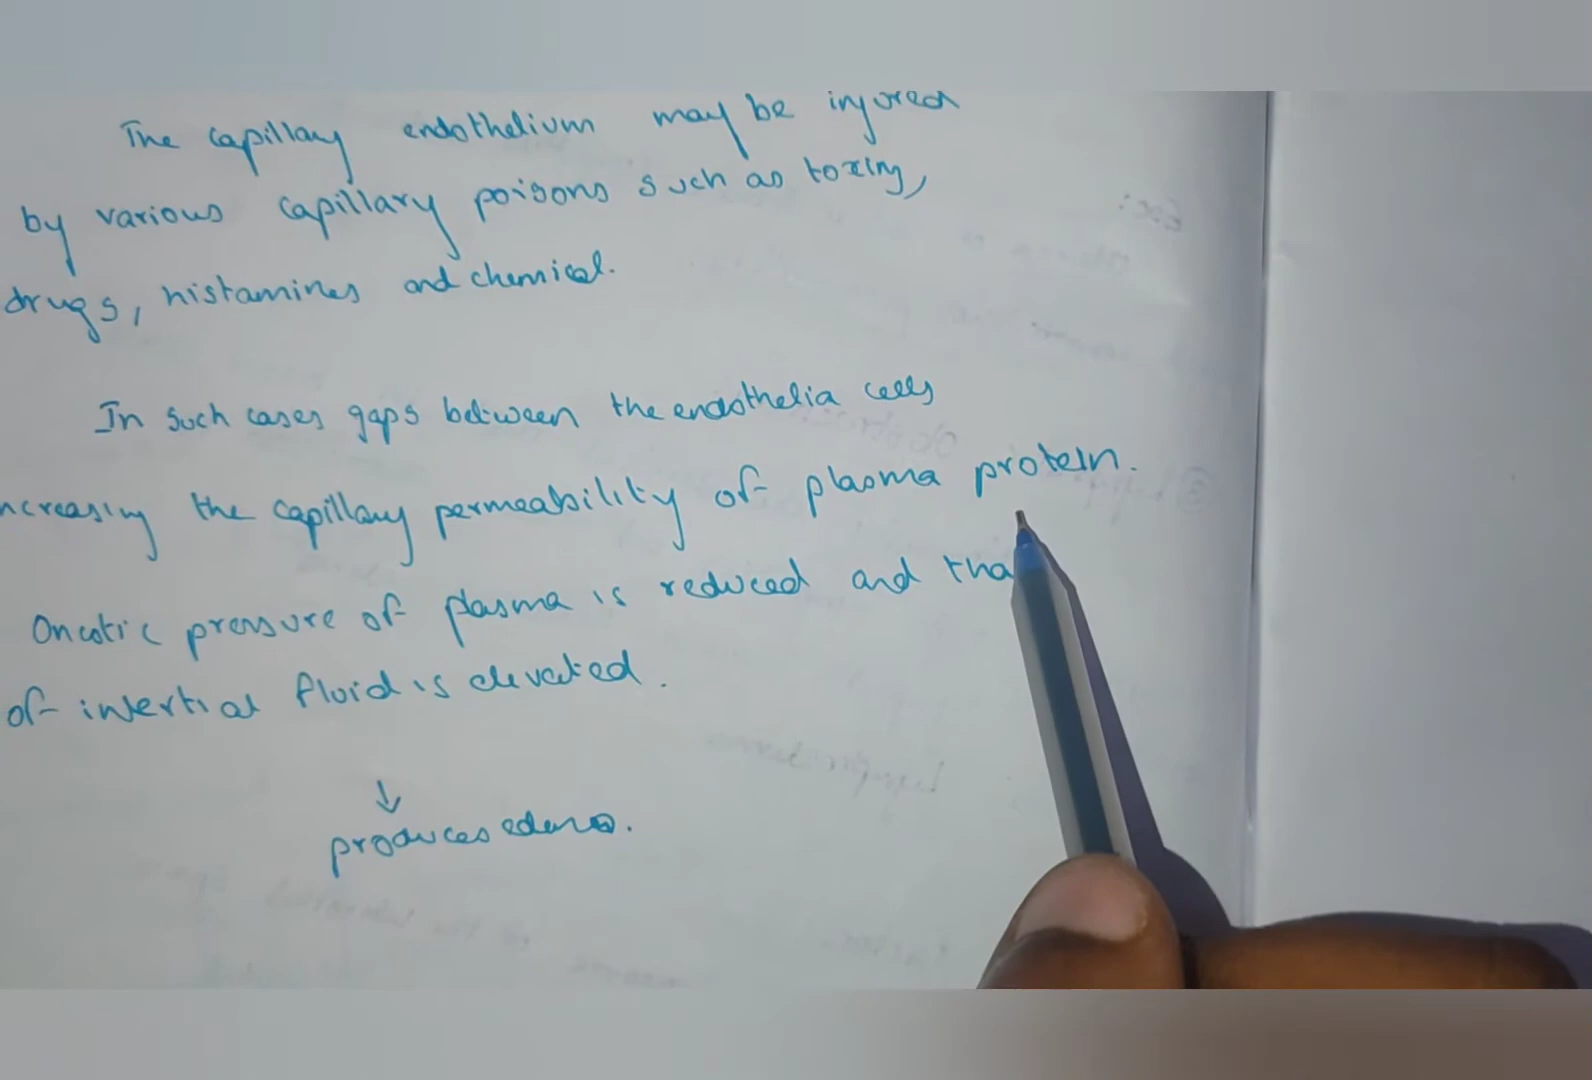 The capillary endothelium may be injured
by various capillary poisons such as toxins,
drugs, histamines and chemical.
In such cases gaps between the endothelia cells
ncreasing the capillary permeability of plasma protein.
Oncotic pressure of plasma is reduced and tha
of intertial fluid is elevated.
↓
produces edema.